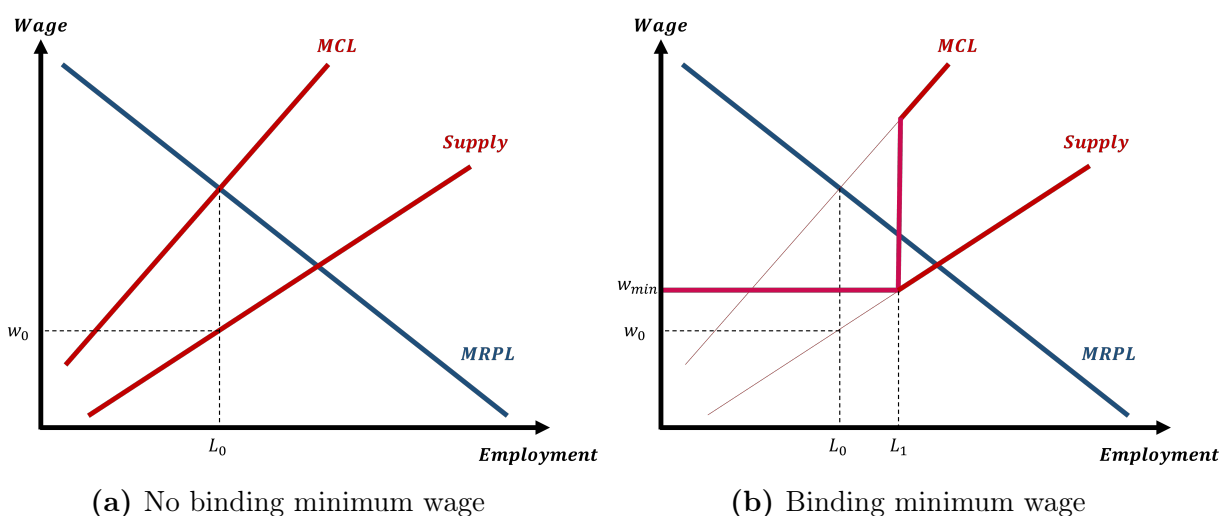 Wage
MCL
Supply
w0
MRPL
L0
Employment
(a) No binding minimum wage
Wage
MCL
Supply
wmin
w0
MRPL
L0
L1
Employment
(b) Binding minimum wage